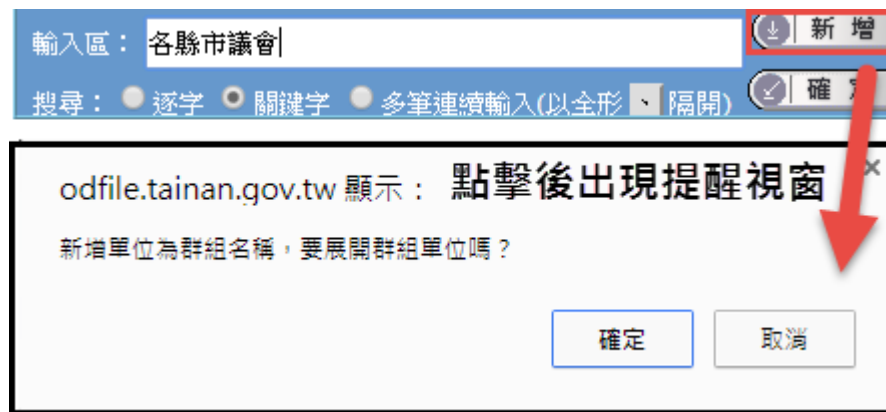 輸入區： 各縣市議會 新 增
搜尋： 逐字 關鍵字 多筆連續輸入(以全形 、 隔開) 確 定
odfile.tainan.gov.tw 顯示： 點擊後出現提醒視窗 ×
新增單位為群組名稱，要展開群組單位嗎？
確定 取消